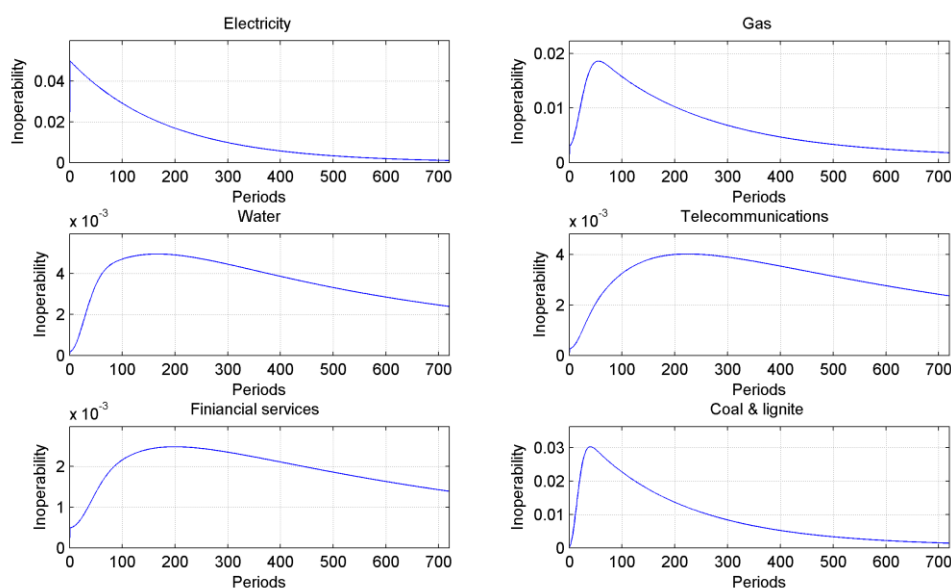 Electricity
Inoperability
0.04
0.02
0
0 100 200 300 400 500 600 700
Periods
Gas
Inoperability
0.02
0.01
0
0 100 200 300 400 500 600 700
Periods
Water
x 10⁻³
Inoperability
4
2
0
0 100 200 300 400 500 600 700
Periods
Telecommunications
x 10⁻³
Inoperability
4
2
0
0 100 200 300 400 500 600 700
Periods
Finiancial services
x 10⁻³
Inoperability
2
1
0
0 100 200 300 400 500 600 700
Periods
Coal & lignite
Inoperability
0.03
0.02
0.01
0
0 100 200 300 400 500 600 700
Periods